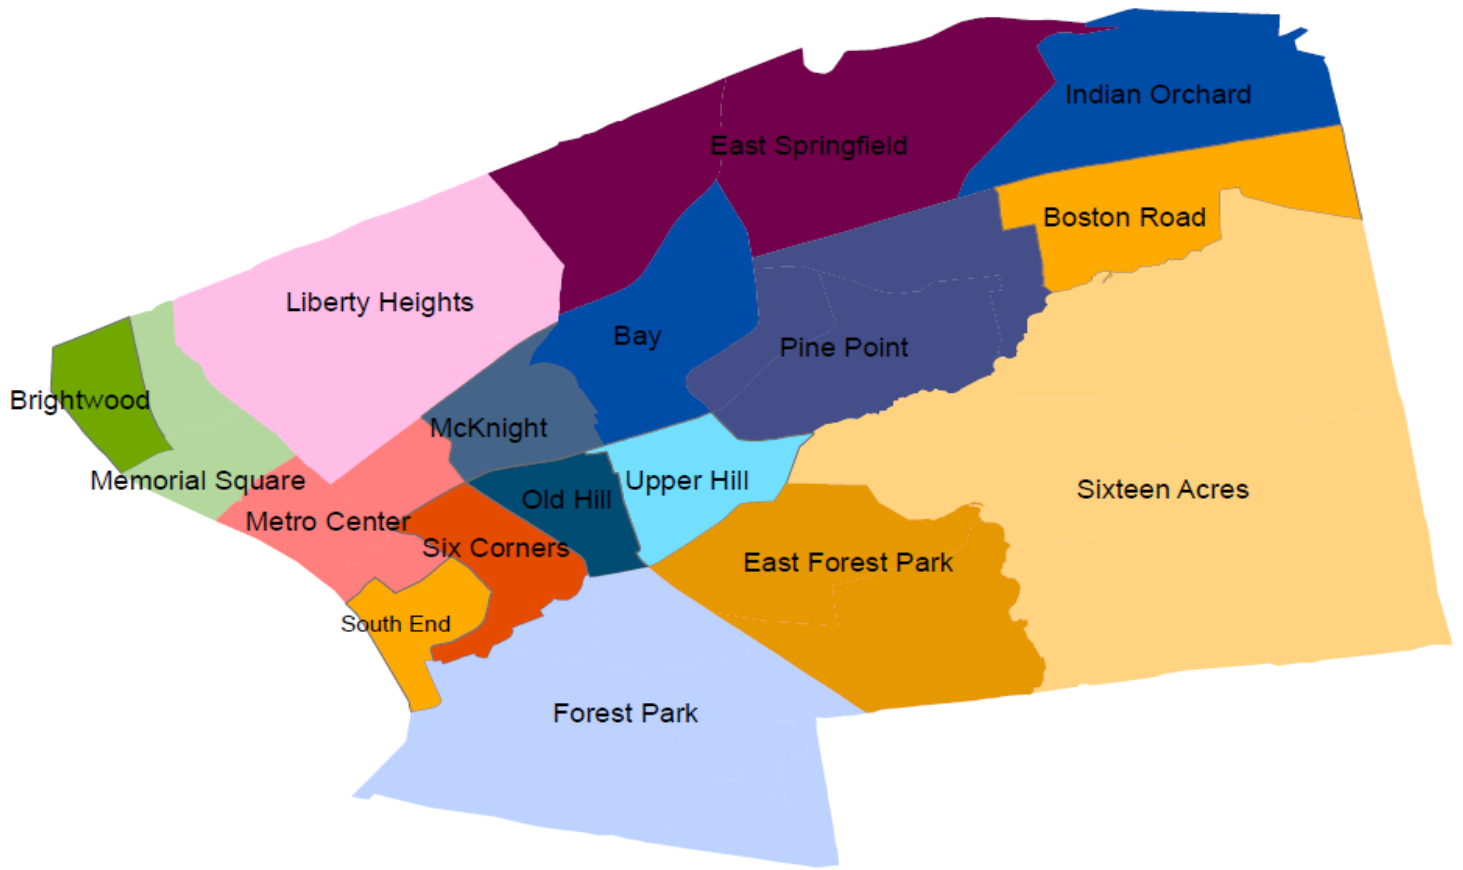 Indian Orchard
East Springfield
Boston Road
Liberty Heights
Bay
Pine Point
Brightwood
McKnight
Memorial Square
Upper Hill
Sixteen Acres
Old Hill
Metro Center
Six Corners
East Forest Park
South End
Forest Park